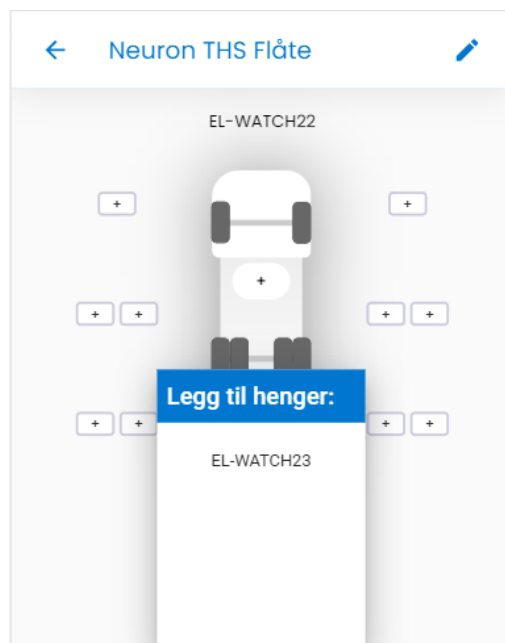 Neuron THS Flåte
EL-WATCH22
+ +
+
+ + + +
Legg til henger:
+ + + +
EL-WATCH23